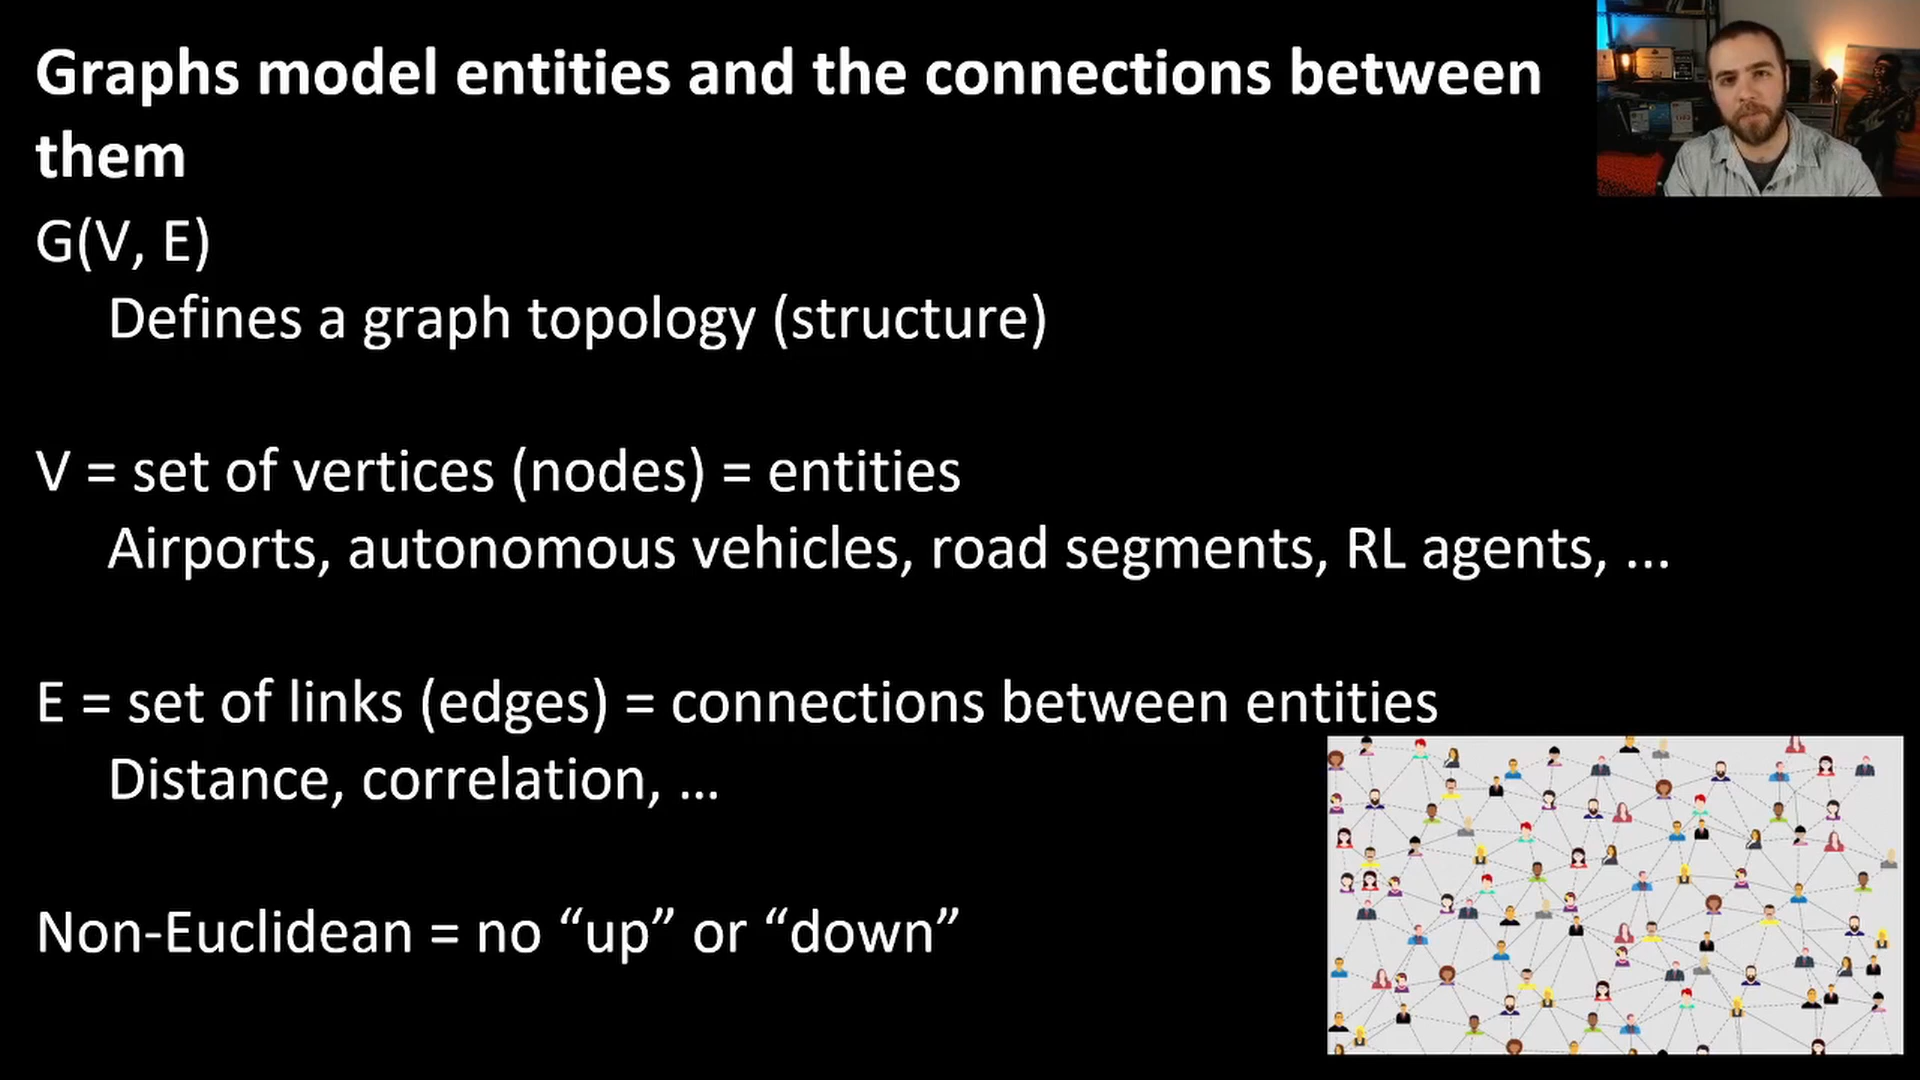 Graphs model entities and the connections between
them
G(V, E)
Defines a graph topology (structure)
V = set of vertices (nodes) = entities
Airports, autonomous vehicles, road segments, RL agents, ...
E = set of links (edges) = connections between entities
Distance, correlation, ...
Non-Euclidean = no “up” or “down”